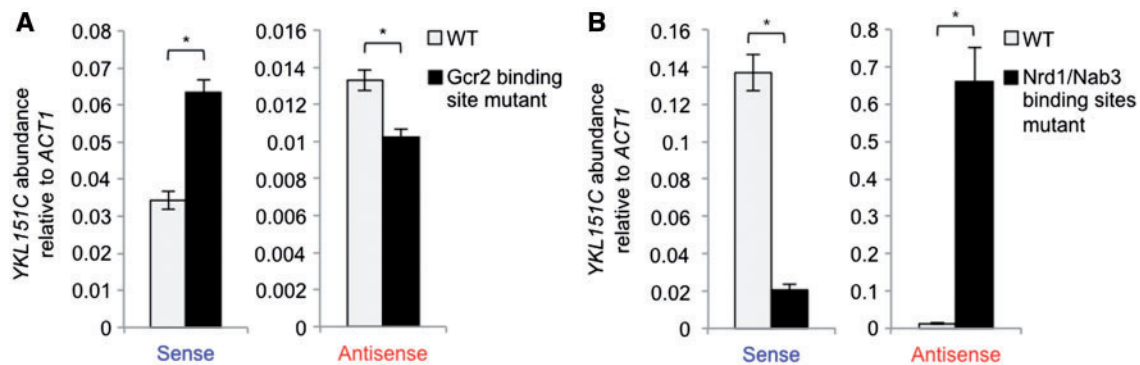 A
YKL151C abundance
relative to ACT1
0.08
0.07
0.06
0.05
0.04
0.03
0.02
0.01
0
*
Sense
0.016
0.014
0.012
0.01
0.008
0.006
0.004
0.002
0
*
Antisense
WT
Gcr2 binding
site mutant
B
YKL151C abundance
relative to ACT1
0.16
0.14
0.12
0.1
0.08
0.06
0.04
0.02
0
*
Sense
0.8
0.7
0.6
0.5
0.4
0.3
0.2
0.1
0
*
Antisense
WT
Nrd1/Nab3
binding sites
mutant